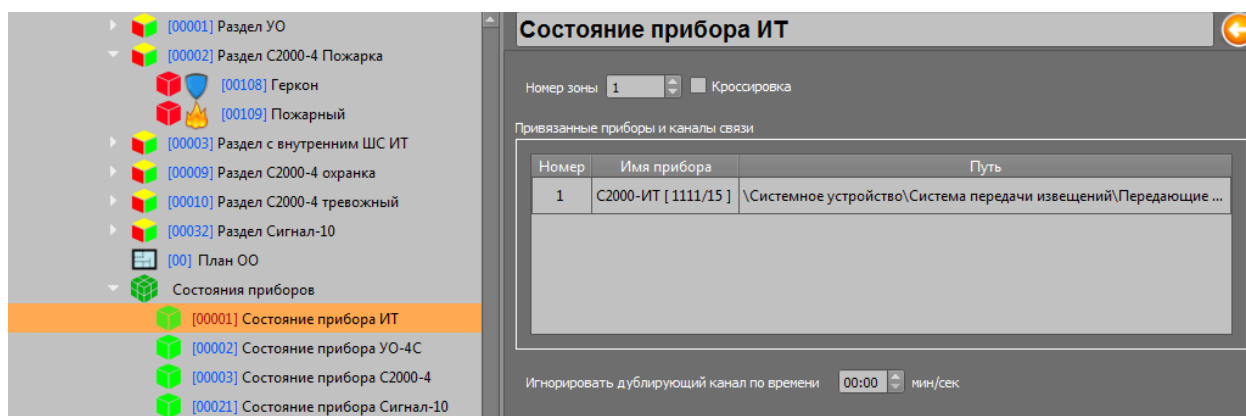 [00001] Раздел УО
[00002] Раздел С2000-4 Пожарка
[00108] Геркон
[00109] Пожарный
[00003] Раздел с внутренним ШС ИТ
[00009] Раздел С2000-4 охранка
[00010] Раздел С2000-4 тревожный
[00032] Раздел Сигнал-10
[00] План ОО
Состояния приборов
[00001] Состояние прибора ИТ
[00002] Состояние прибора УО-4С
[00003] Состояние прибора С2000-4
[00021] Состояние прибора Сигнал-10
Состояние прибора ИТ
Номер зоны 1 Кроссировка
Привязанные приборы и каналы связи
Номер Имя прибора Путь
1 С2000-ИТ [ 1111/15 ] \Системное устройство\Система передачи извещений\Передающие ...
Игнорировать дублирующий канал по времени 00:00 мин/сек